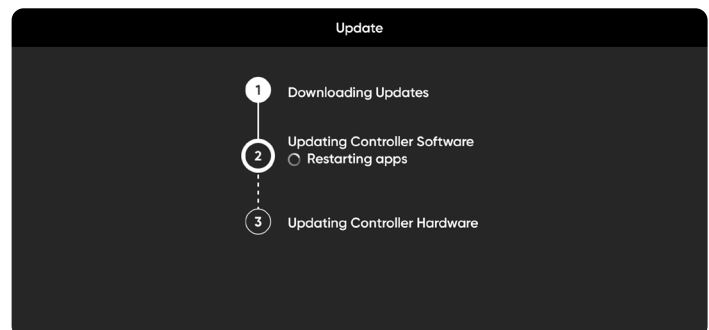 Update
1 Downloading Updates
2 Updating Controller Software
Restarting apps
3 Updating Controller Hardware